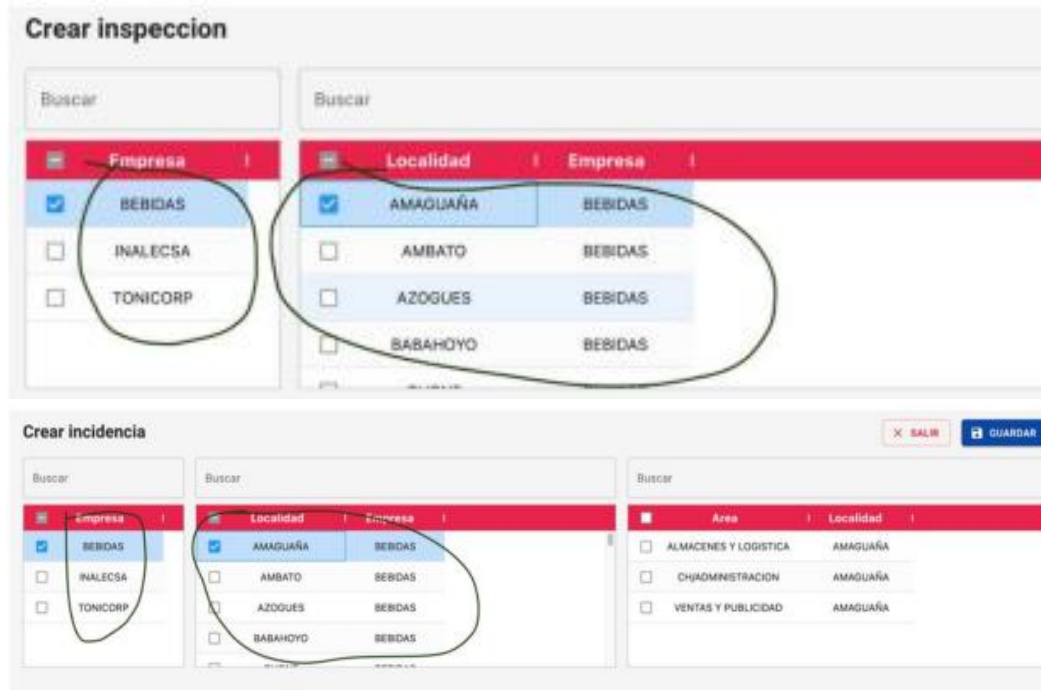 Crear inspeccion
Buscar
Buscar
Empresa
Localidad Empresa
BEBIDAS AMAGUAÑA BEBIDAS
INALECSA AMBATO BEBIDAS
TONICORP AZOGUES BEBIDAS
BABAHOYO BEBIDAS
Crear incidencia
× SALIR GUARDAR
Buscar Buscar Buscar
Empresa Localidad Empresa Area Localidad
BEBIDAS AMAGUAÑA BEBIDAS ALMACENES Y LOGISTICA AMAGUAÑA
INALECSA AMBATO BEBIDAS CH/ADMINISTRACION AMAGUAÑA
TONICORP AZOGUES BEBIDAS VENTAS Y PUBLICIDAD AMAGUAÑA
BABAHOYO BEBIDAS